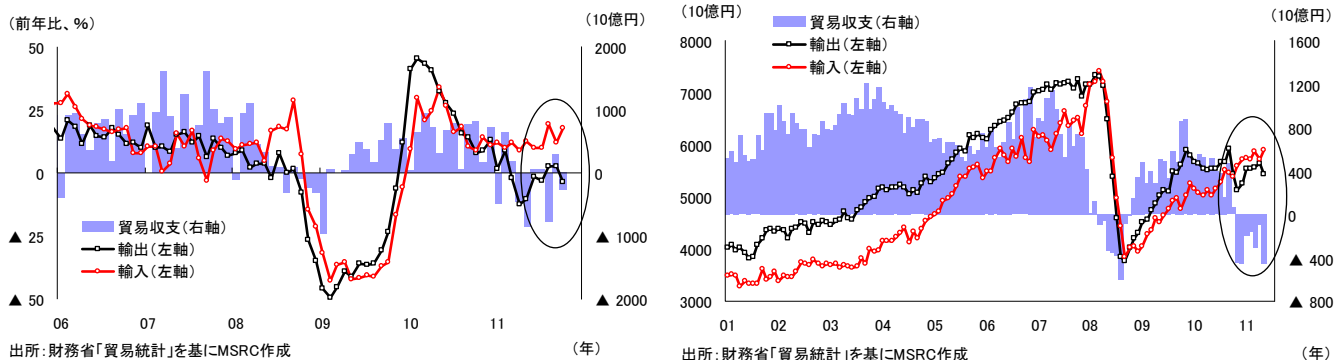 (前年比、%)
(10億円)
50
25
0
▲ 25
▲ 50
2000
1000
0
▲ 1000
▲ 2000
貿易収支(右軸)
輸出(左軸)
輸入(左軸)
06 07 08 09 10 11
(年)
出所:財務省「貿易統計」を基にMSRC作成
(10億円)
(10億円)
貿易収支(右軸)
輸出(左軸)
輸入(左軸)
8000
7000
6000
5000
4000
3000
1600
1200
800
400
0
▲ 400
▲ 800
01 02 03 04 05 06 07 08 09 10 11
(年)
出所:財務省「貿易統計」を基にMSRC作成